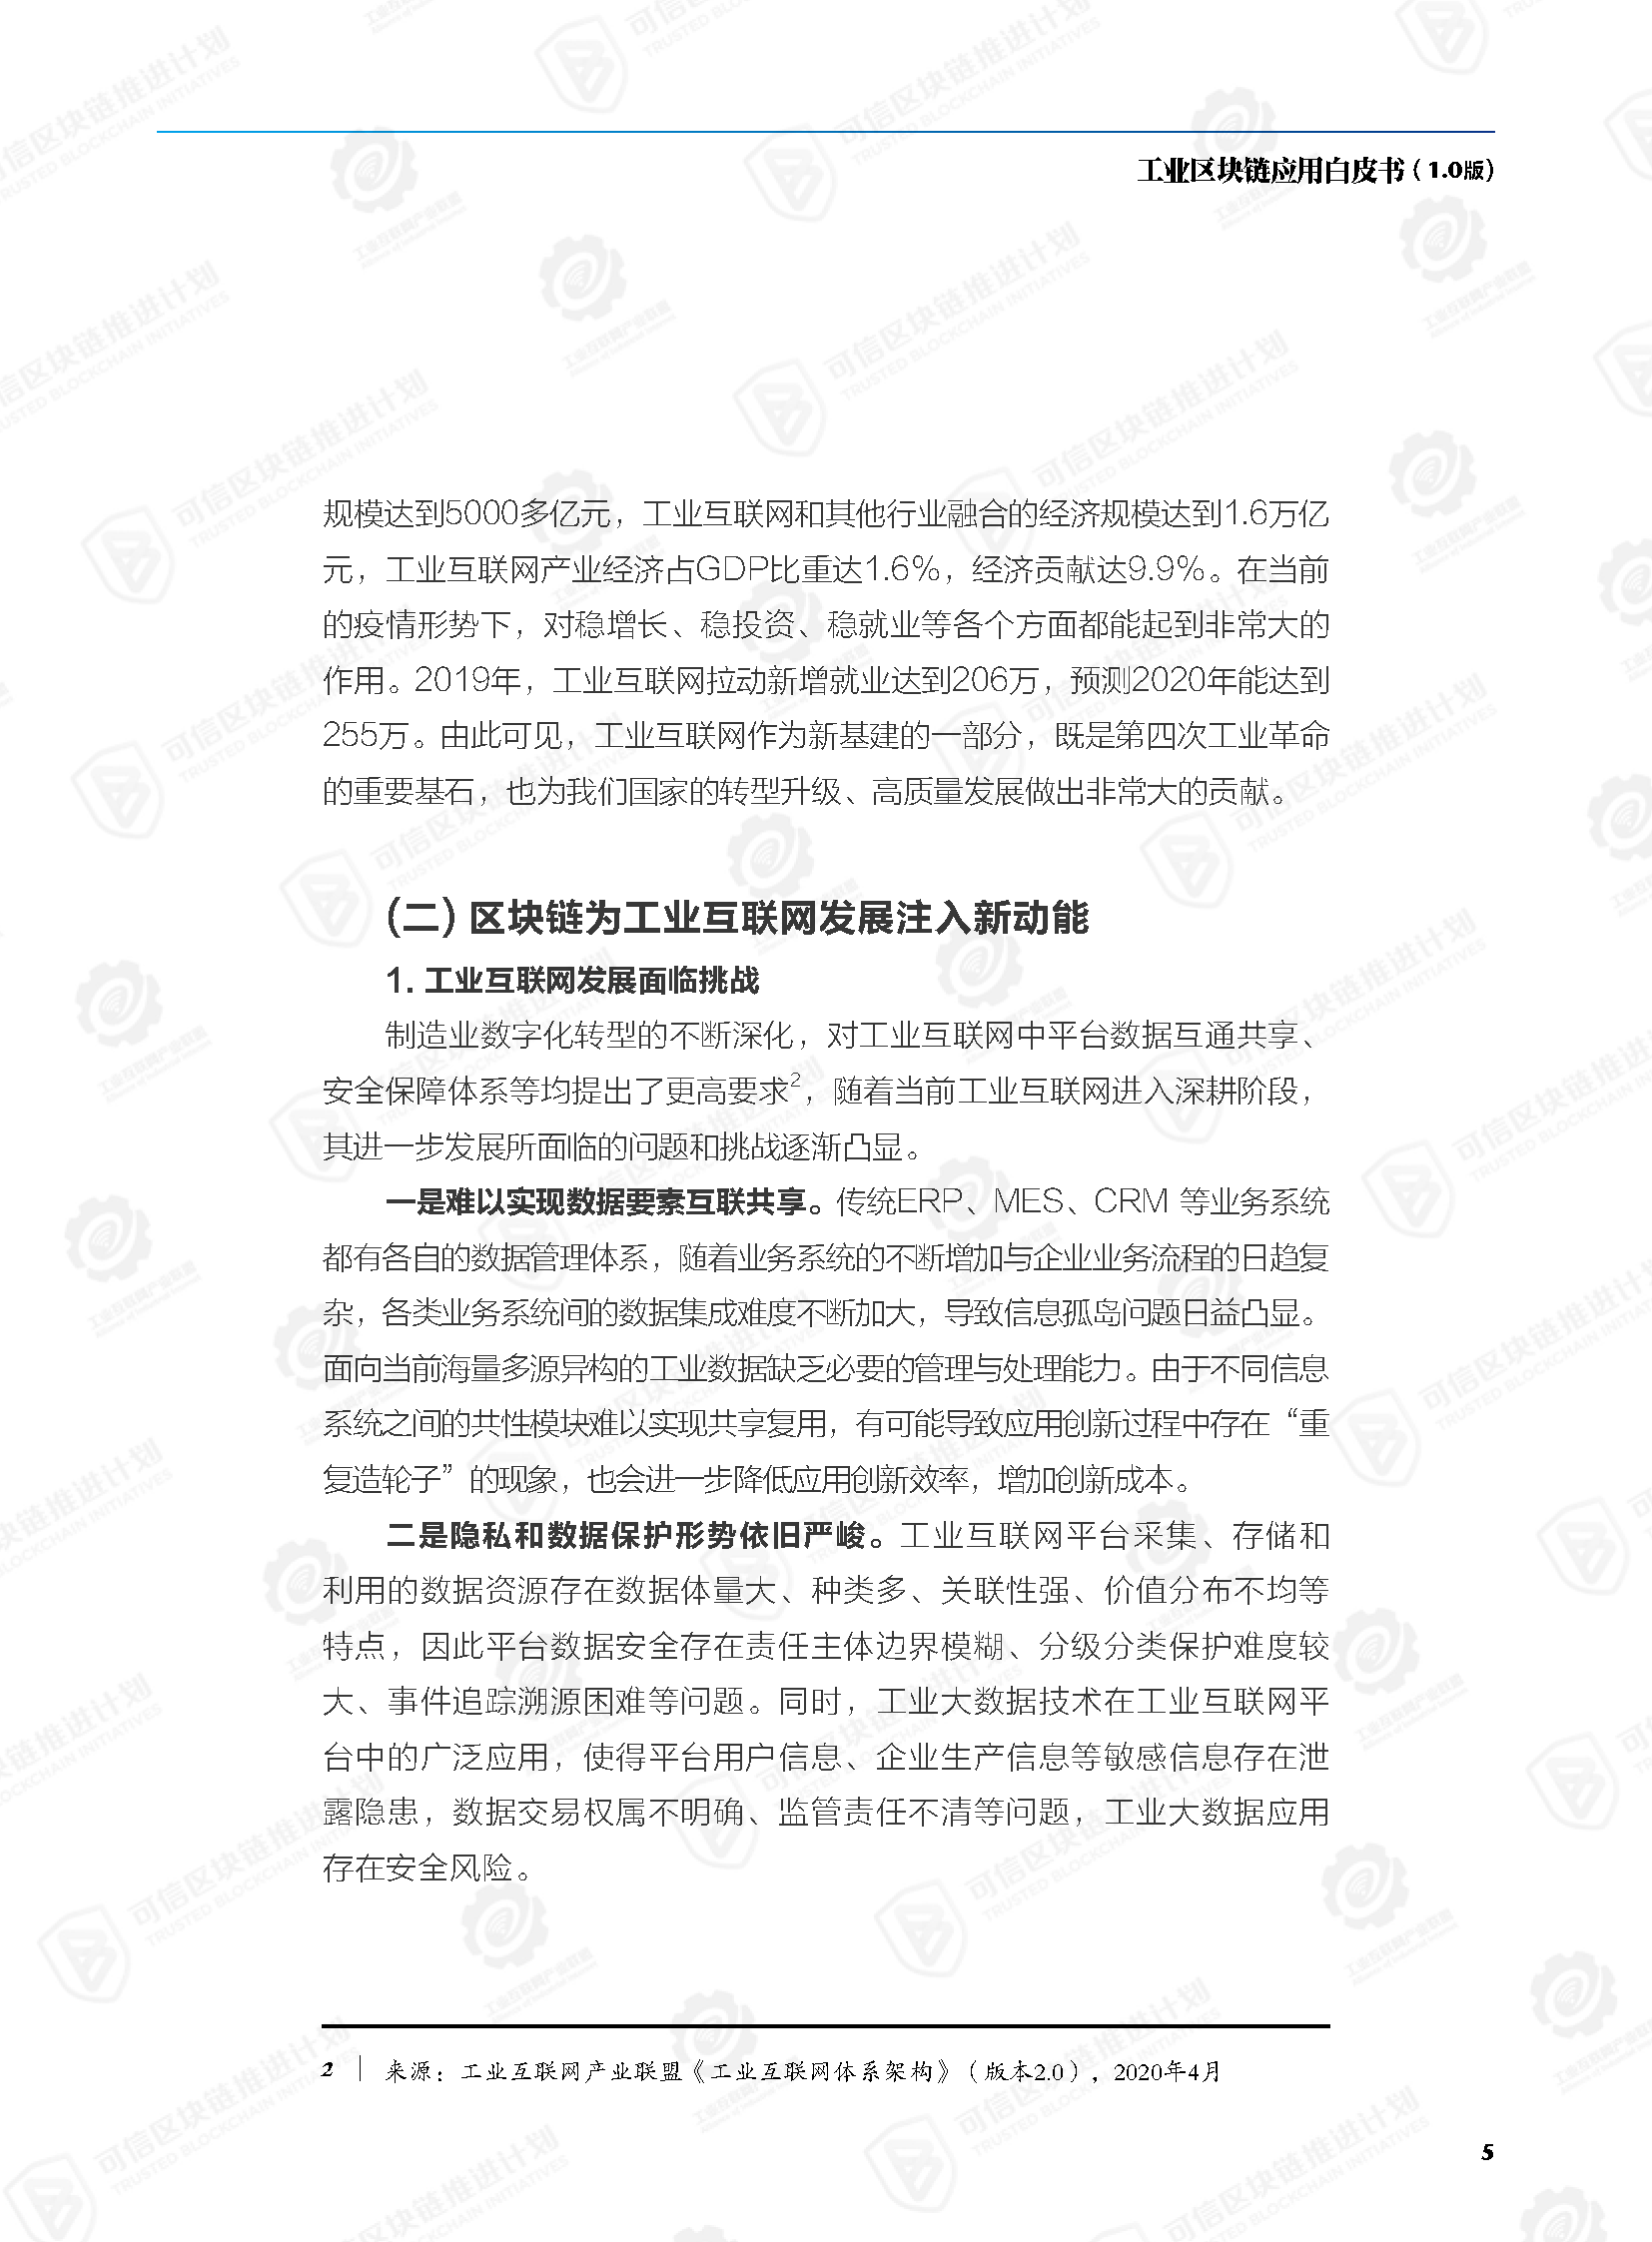 工业区块链应用白皮书（1.0版）
规模达到5000多亿元，工业互联网和其他行业融合的经济规模达到1.6万亿
元，工业互联网产业经济占GDP比重达1.6%，经济贡献达9.9%。在当前
的疫情形势下，对稳增长、稳投资、稳就业等各个方面都能起到非常大的
作用。2019年，工业互联网拉动新增就业达到206万，预测2020年能达到
255万。由此可见，工业互联网作为新基建的一部分，既是第四次工业革命
的重要基石，也为我们国家的转型升级、高质量发展做出非常大的贡献。
（二）区块链为工业互联网发展注入新动能
1. 工业互联网发展面临挑战
制造业数字化转型的不断深化，对工业互联网中平台数据互通共享、
安全保障体系等均提出了更高要求2，随着当前工业互联网进入深耕阶段，
其进一步发展所面临的问题和挑战逐渐凸显。
一是难以实现数据要素互联共享。传统ERP、MES、CRM 等业务系统
都有各自的数据管理体系，随着业务系统的不断增加与企业业务流程的日趋复
杂，各类业务系统间的数据集成难度不断加大，导致信息孤岛问题日益凸显。
面向当前海量多源异构的工业数据缺乏必要的管理与处理能力。由于不同信息
系统之间的共性模块难以实现共享复用，有可能导致应用创新过程中存在“重
复造轮子”的现象，也会进一步降低应用创新效率，增加创新成本。
二是隐私和数据保护形势依旧严峻。工业互联网平台采集、存储和
利用的数据资源存在数据体量大、种类多、关联性强、价值分布不均等
特点，因此平台数据安全存在责任主体边界模糊、分级分类保护难度较
大、事件追踪溯源困难等问题。同时，工业大数据技术在工业互联网平
台中的广泛应用，使得平台用户信息、企业生产信息等敏感信息存在泄
露隐患，数据交易权属不明确、监管责任不清等问题，工业大数据应用
存在安全风险。
2 | 来源：工业互联网产业联盟《工业互联网体系架构》（版本2.0），2020年4月
5
可信区块链推进计划
TRUSTED BLOCKCHAIN INITIATIVES
工业互联网产业联盟